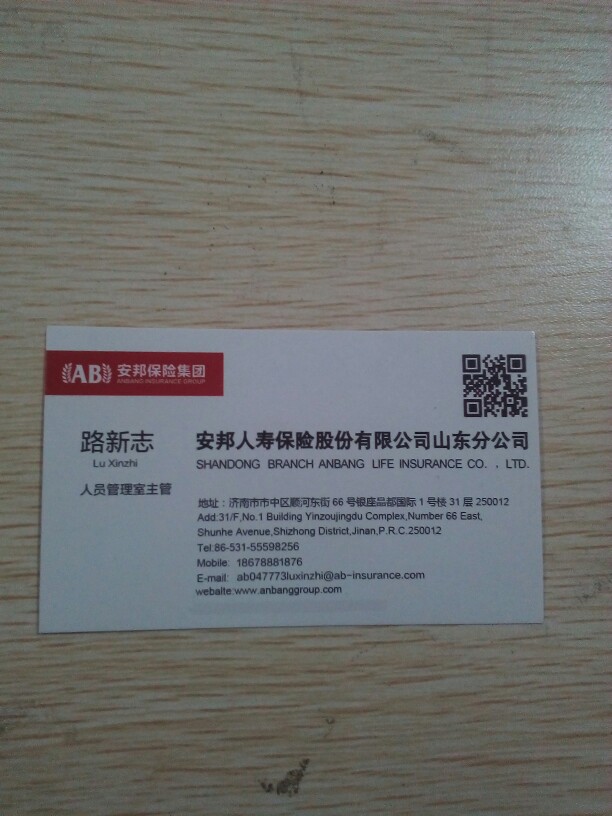 AB 安邦保险集团
ANBANG INSURANCE GROUP
路新志
Lu Xinzhi
人员管理室主管
安邦人寿保险股份有限公司山东分公司
SHANDONG BRANCH ANBANG LIFE INSURANCE CO. , LTD.
地址: 济南市市中区顺河东街 66 号银座品都国际 1 号楼 31 层 250012
Add:31/F,No.1 Building Yinzoujingdu Complex,Number 66 East,
Shunhe Avenue,Shizhong District,Jinan,P.R.C.250012
Tel:86-531-55598256
Mobile: 18678881876
E-mail: ab047773luxinzhi@ab-insurance.com
webalte:www.anbanggroup.com